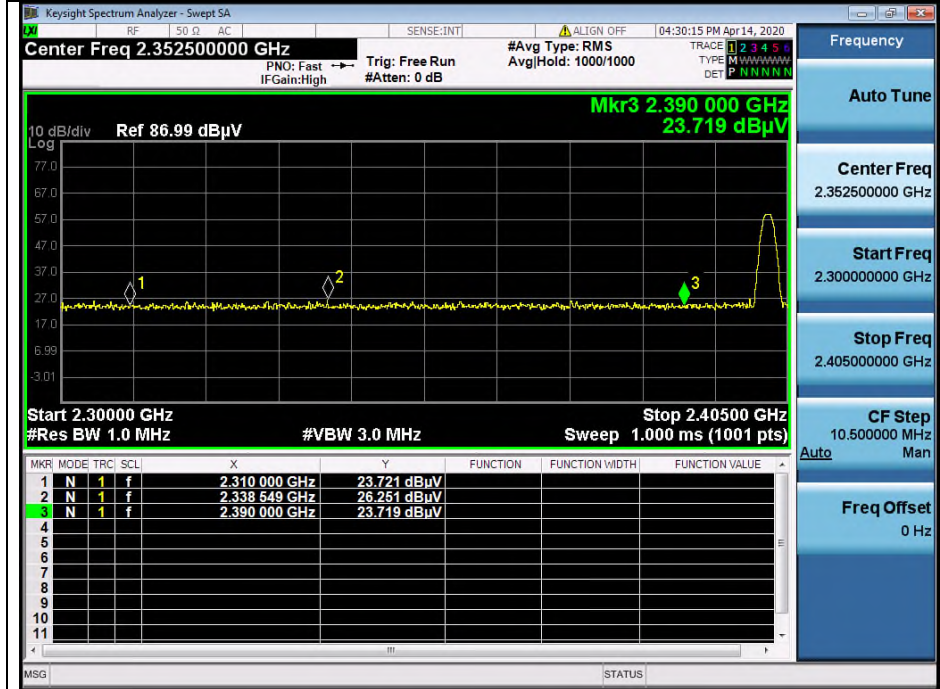 Keysight Spectrum Analyzer - Swept SA
LXI RF 50 Ω AC SENSE:INT ALIGN OFF 04:30:15 PM Apr 14, 2020
Center Freq 2.352500000 GHz
PNO: Fast
IFGain:High
Trig: Free Run
#Atten: 0 dB
#Avg Type: RMS
Avg|Hold: 1000/1000
TRACE 1 2 3 4 5 6
TYPE M WWWWW
DET P N N N N N
Mkr3 2.390 000 GHz
23.719 dBµV
10 dB/div Ref 86.99 dBµV
Log
77.0
67.0
57.0
47.0
37.0
27.0
17.0
6.99
-3.01
1
2
3
Start 2.30000 GHz Stop 2.40500 GHz
#Res BW 1.0 MHz #VBW 3.0 MHz Sweep 1.000 ms (1001 pts)
MKR MODE TRC SCL X Y FUNCTION FUNCTION WIDTH FUNCTION VALUE
1 N 1 f 2.310 000 GHz 23.721 dBµV
2 N 1 f 2.338 549 GHz 26.251 dBµV
3 N 1 f 2.390 000 GHz 23.719 dBµV
4
5
6
7
8
9
10
11
MSG STATUS
Frequency
Auto Tune
Center Freq
2.352500000 GHz
Start Freq
2.300000000 GHz
Stop Freq
2.405000000 GHz
CF Step
10.500000 MHz
Auto Man
Freq Offset
0 Hz